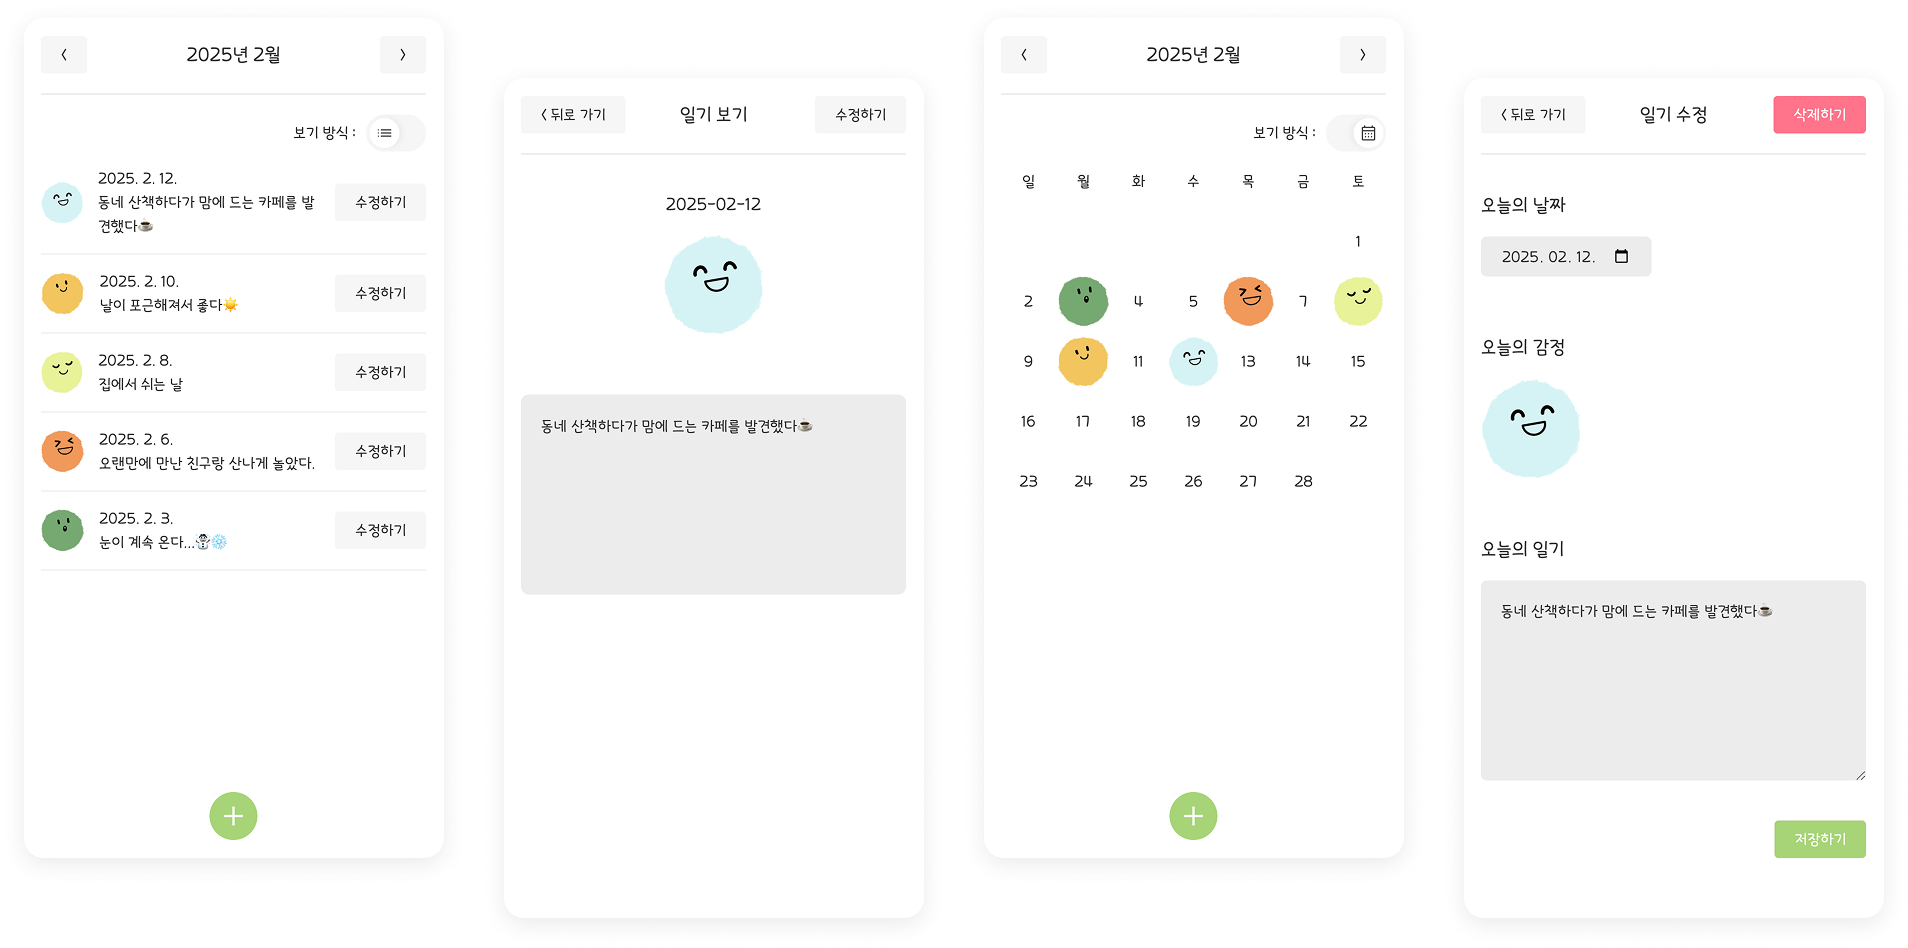 < 2025년 2월 >
보기 방식 :
2025. 2. 12.
동네 산책하다가 맘에 드는 카페를 발
견했다☕
수정하기
2025. 2. 10.
날이 포근해져서 좋다☀️
수정하기
2025. 2. 8.
집에서 쉬는 날
수정하기
2025. 2. 6.
오랜만에 만난 친구랑 신나게 놀았다.
수정하기
2025. 2. 3.
눈이 계속 온다...☃️❄️
수정하기
+
< 뒤로 가기 일기 보기 수정하기
2025-02-12
동네 산책하다가 맘에 드는 카페를 발견했다☕
< 2025년 2월 >
보기 방식 :
일 월 화 수 목 금 토
1
2 4 5 7
9 11 13 14 15
16 17 18 19 20 21 22
23 24 25 26 27 28
+
< 뒤로 가기 일기 수정 삭제하기
오늘의 날짜
2025. 02. 12.
오늘의 감정
오늘의 일기
동네 산책하다가 맘에 드는 카페를 발견했다☕
저장하기